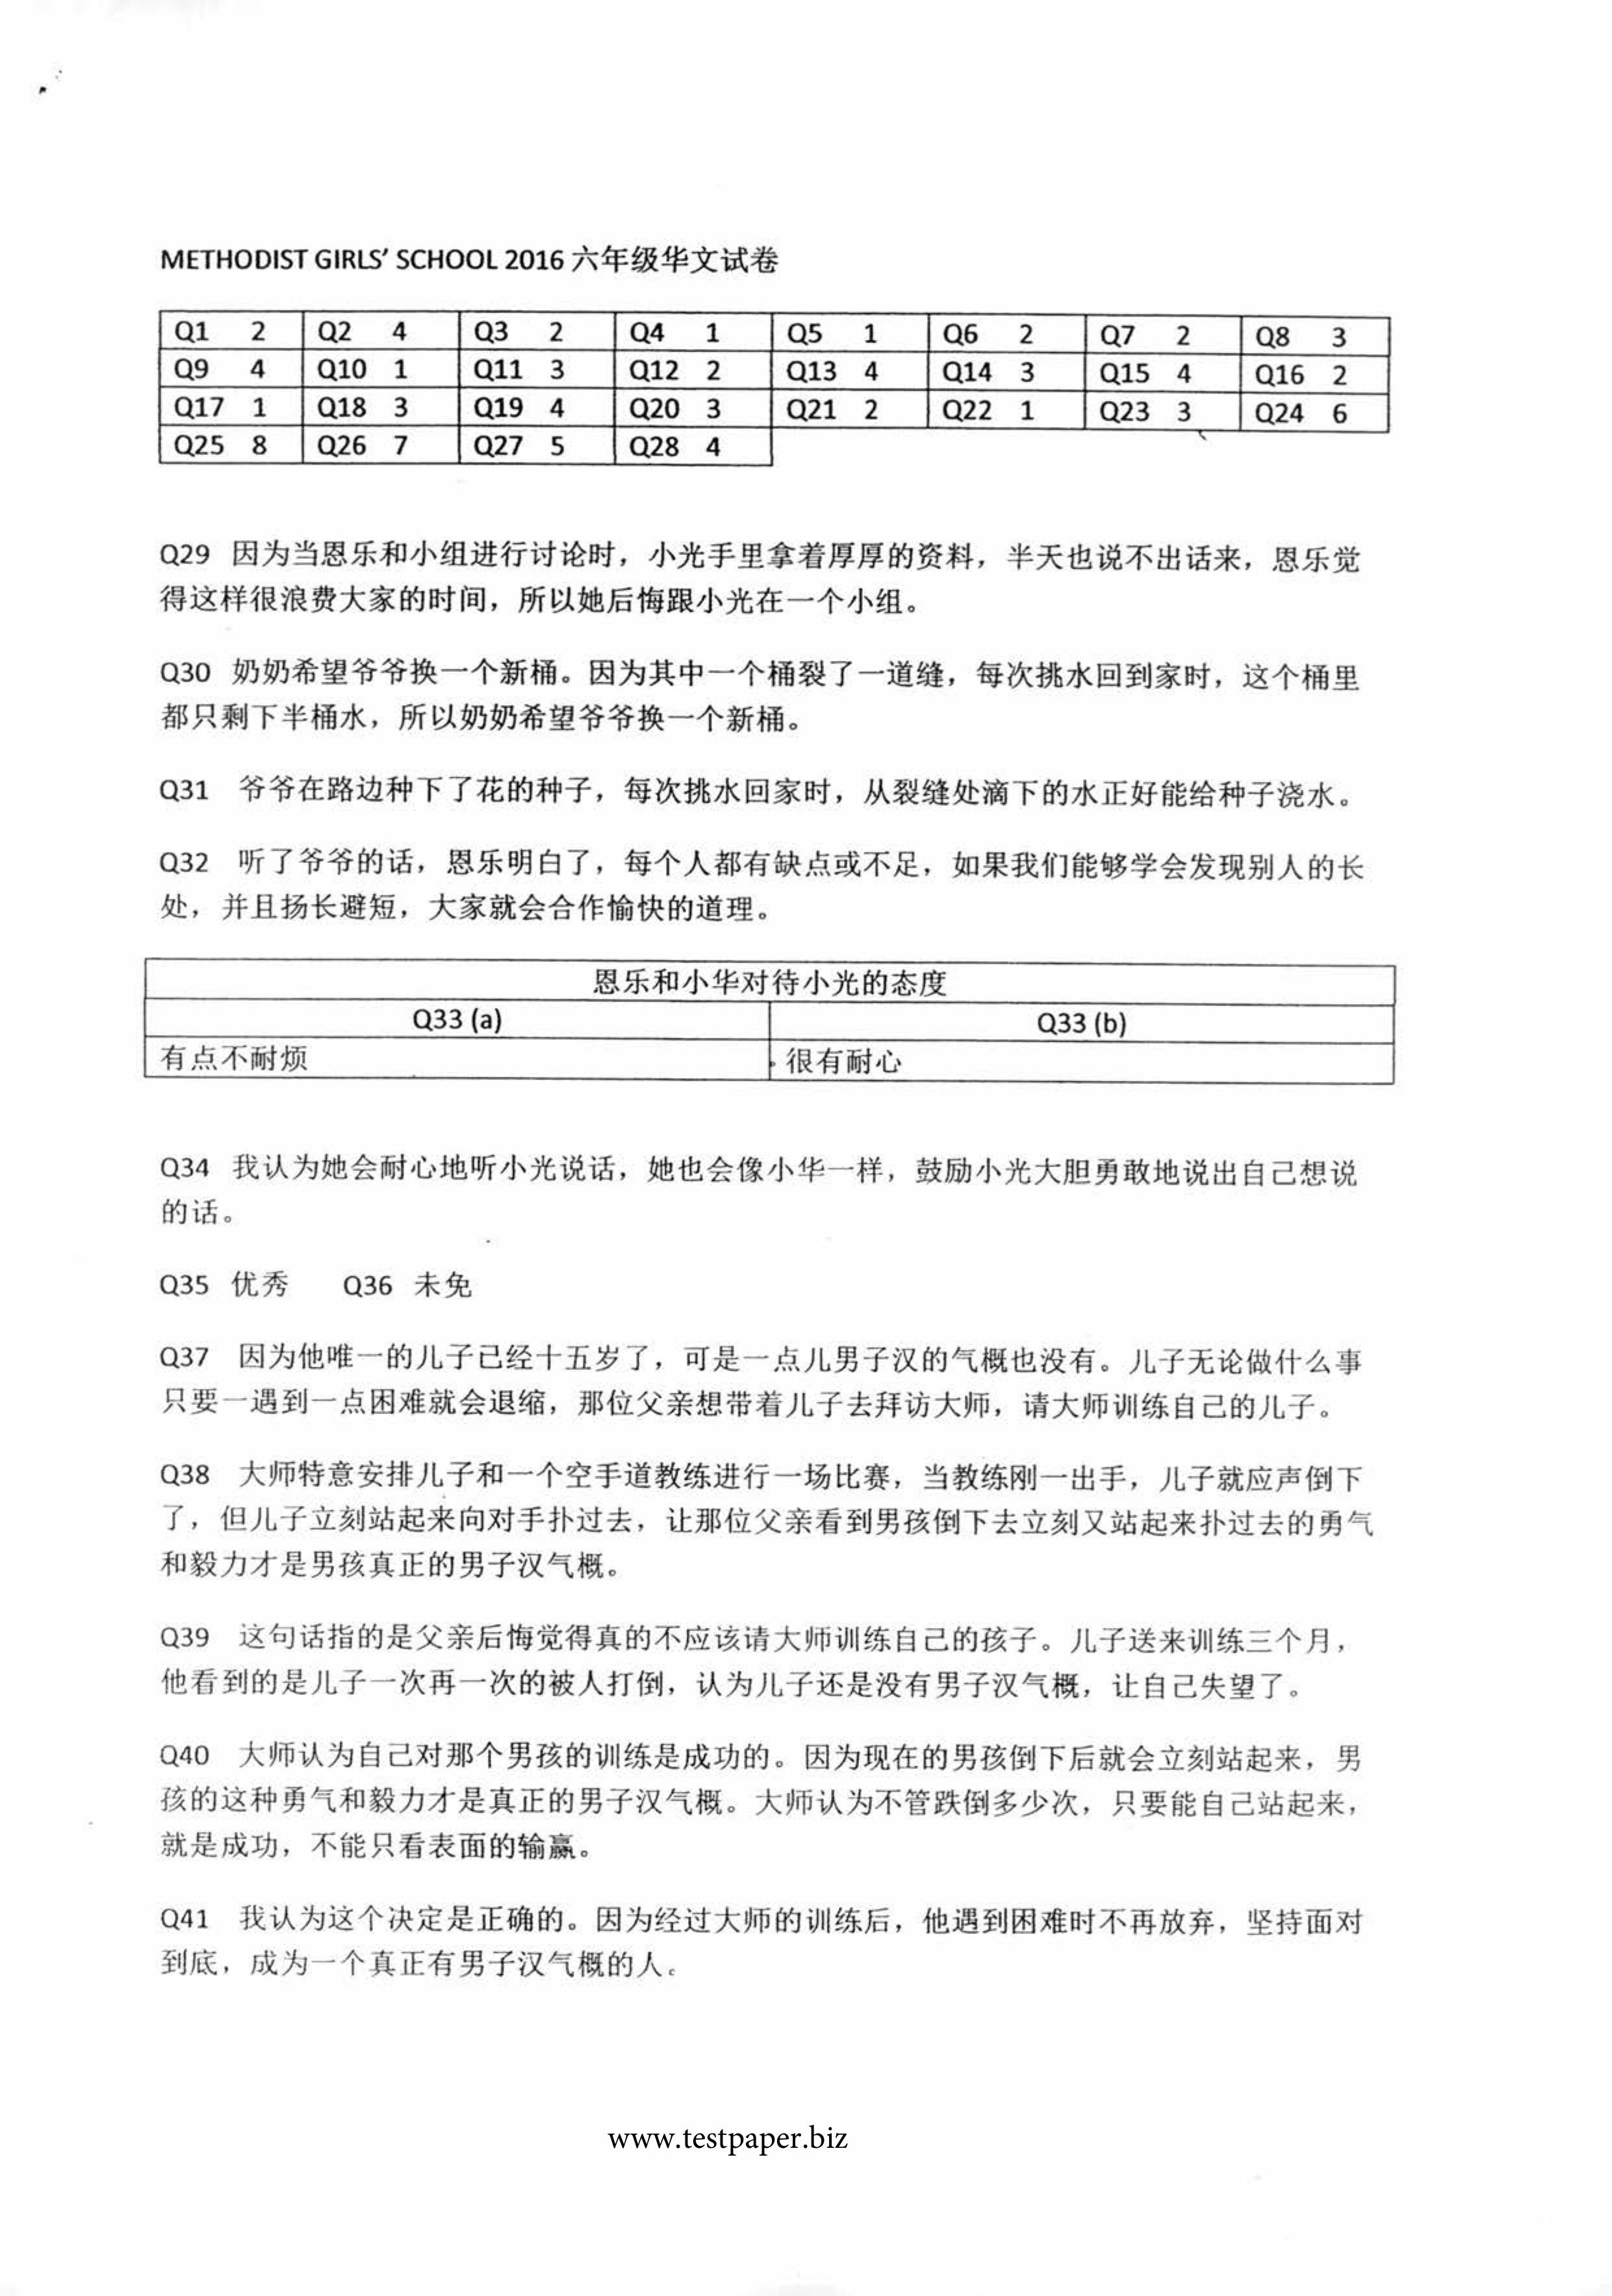 METHODIST GIRLS' SCHOOL 2016 六年级华文试卷
Q1 2 Q2 4 Q3 2 Q4 1 Q5 1 Q6 2 Q7 2 Q8 3
Q9 4 Q10 1 Q11 3 Q12 2 Q13 4 Q14 3 Q15 4 Q16 2
Q17 1 Q18 3 Q19 4 Q20 3 Q21 2 Q22 1 Q23 3 Q24 6
Q25 8 Q26 7 Q27 5 Q28 4
Q29 因为当恩乐和小组进行讨论时，小光手里拿着厚厚的资料，半天也说不出话来，恩乐觉
得这样很浪费大家的时间，所以她后悔跟小光在一个小组。
Q30 奶奶希望爷爷换一个新桶。因为其中一个桶裂了一道缝，每次挑水回到家时，这个桶里
都只剩下半桶水，所以奶奶希望爷爷换一个新桶。
Q31 爷爷在路边种下了花的种子，每次挑水回家时，从裂缝处滴下的水正好能给种子浇水。
Q32 听了爷爷的话，恩乐明白了，每个人都有缺点或不足，如果我们能够学会发现别人的长
处，并且扬长避短，大家就会合作愉快的道理。
恩乐和小华对待小光的态度
Q33 (a) Q33 (b)
有点不耐烦 很有耐心
Q34 我认为她会耐心地听小光说话，她也会像小华一样，鼓励小光大胆勇敢地说出自己想说
的话。
Q35 优秀 Q36 未免
Q37 因为他唯一的儿子已经十五岁了，可是一点儿男子汉的气概也没有。儿子无论做什么事
只要一遇到一点困难就会退缩，那位父亲想带着儿子去拜访大师，请大师训练自己的儿子。
Q38 大师特意安排儿子和一个空手道教练进行一场比赛，当教练刚一出手，儿子就应声倒下
了，但儿子立刻站起来向对手扑过去，让那位父亲看到男孩倒下去立刻又站起来扑过去的勇气
和毅力才是男孩真正的男子汉气概。
Q39 这句话指的是父亲后悔觉得真的不应该请大师训练自己的孩子。儿子送来训练三个月，
他看到的是儿子一次再一次的被人打倒，认为儿子还是没有男子汉气概，让自己失望了。
Q40 大师认为自己对那个男孩的训练是成功的。因为现在的男孩倒下后就会立刻站起来，男
孩的这种勇气和毅力才是真正的男子汉气概。大师认为不管跌倒多少次，只要能自己站起来，
就是成功，不能只看表面的输赢。
Q41 我认为这个决定是正确的。因为经过大师的训练后，他遇到困难时不再放弃，坚持面对
到底，成为一个真正有男子汉气概的人。
www.testpaper.biz